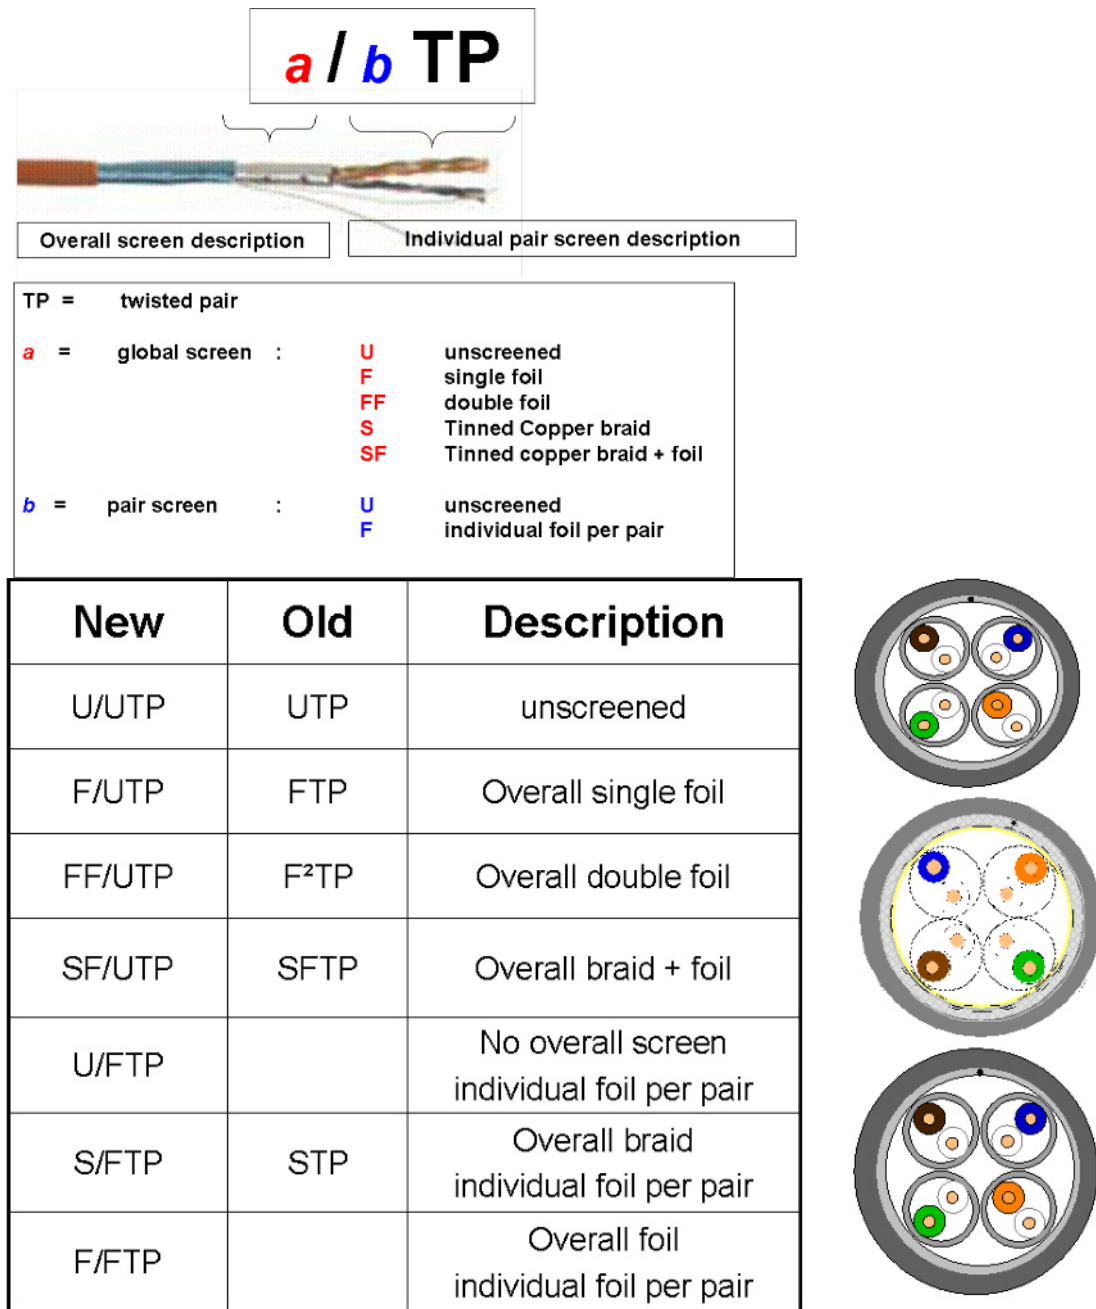 a / b TP
Overall screen description
Individual pair screen description
TP = twisted pair
a = global screen : U unscreened
F single foil
FF double foil
S Tinned Copper braid
SF Tinned copper braid + foil
b = pair screen : U unscreened
F individual foil per pair
New Old Description
U/UTP UTP unscreened
F/UTP FTP Overall single foil
FF/UTP F²TP Overall double foil
SF/UTP SFTP Overall braid + foil
U/FTP No overall screen
individual foil per pair
S/FTP STP Overall braid
individual foil per pair
F/FTP Overall foil
individual foil per pair